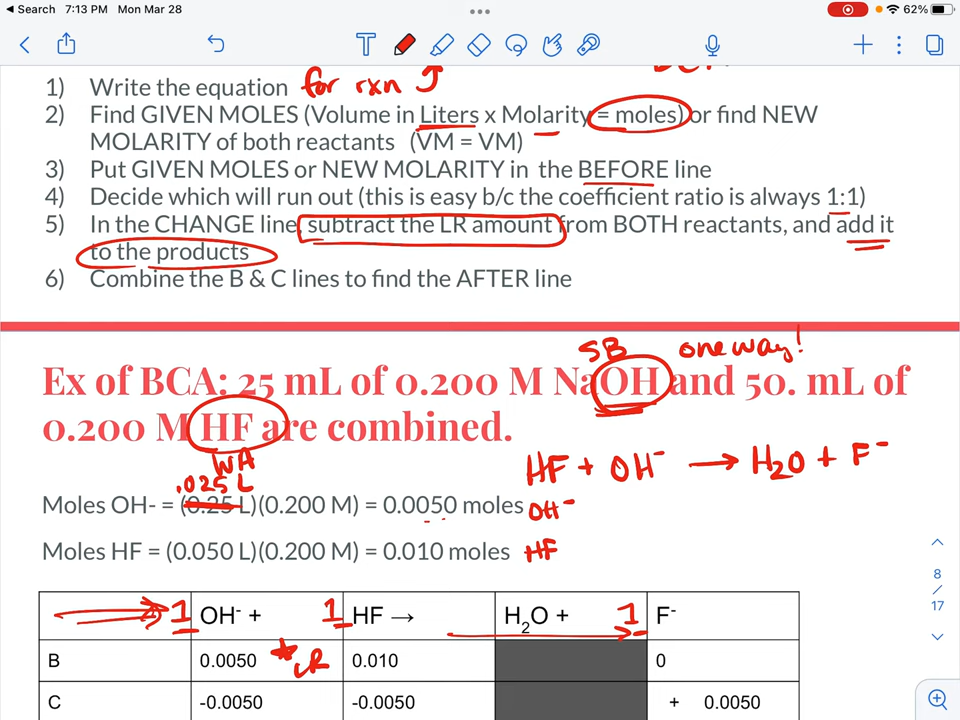 Search 7:13 PM Mon Mar 28 62%
for rxn
1) Write the equation
2) Find GIVEN MOLES (Volume in Liters x Molarity = moles) or find NEW
MOLARITY of both reactants (VM = VM)
3) Put GIVEN MOLES or NEW MOLARITY in the BEFORE line
4) Decide which will run out (this is easy b/c the coefficient ratio is always 1:1)
5) In the CHANGE line, subtract the LR amount from BOTH reactants, and add it
to the products
6) Combine the B & C lines to find the AFTER line
SB one way!
Ex of BCA: 25 mL of 0.200 M NaOH and 50. mL of
0.200 M HF are combined.
WA
HF + OH⁻ → H₂O + F⁻
.025 L
Moles OH- = (0.25 L)(0.200 M) = 0.0050 moles OH⁻
Moles HF = (0.050 L)(0.200 M) = 0.010 moles HF
8
17
1 OH⁻ + 1 HF → H₂O + 1 F⁻
B 0.0050 LR 0.010 0
C -0.0050 -0.0050 + 0.0050